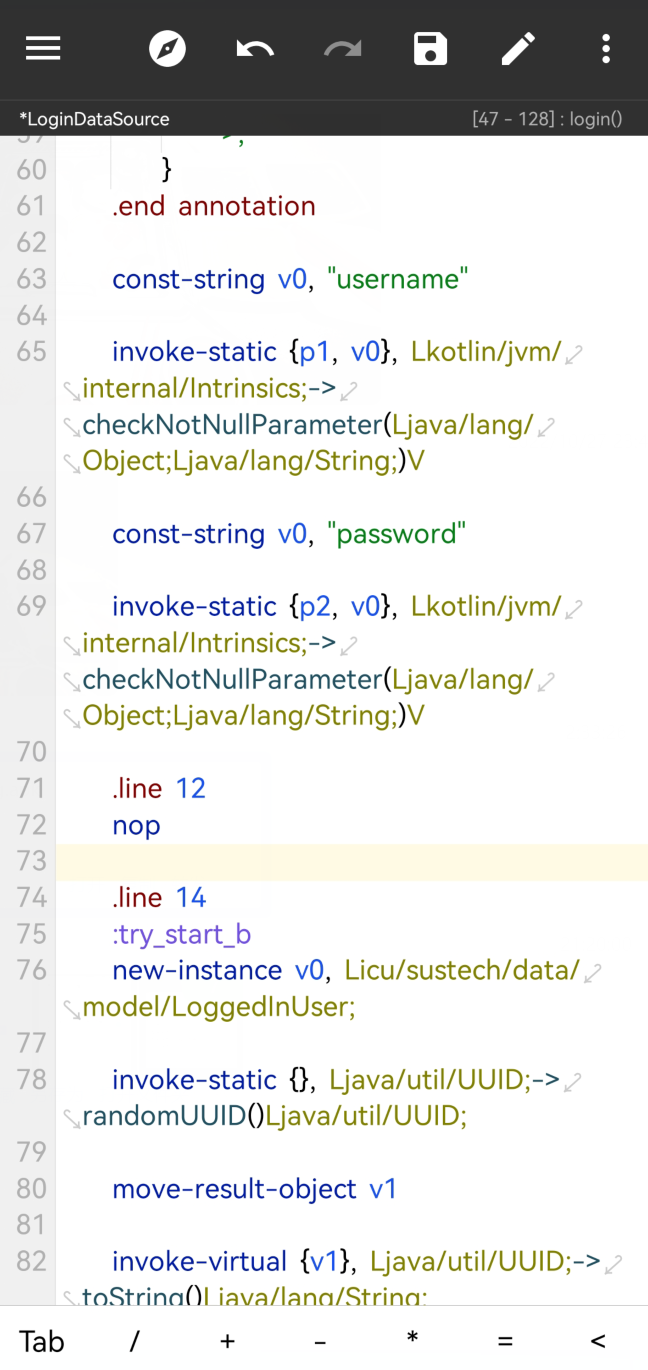 *LoginDataSource [47 - 128] : login()
60 }
61 .end annotation
62
63 const-string v0, "username"
64
65 invoke-static {p1, v0}, Lkotlin/jvm/
internal/Intrinsics;->
checkNotNullParameter(Ljava/lang/
Object;Ljava/lang/String;)V
66
67 const-string v0, "password"
68
69 invoke-static {p2, v0}, Lkotlin/jvm/
internal/Intrinsics;->
checkNotNullParameter(Ljava/lang/
Object;Ljava/lang/String;)V
70
71 .line 12
72 nop
73
74 .line 14
75 :try_start_b
76 new-instance v0, Licu/sustech/data/
model/LoggedInUser;
77
78 invoke-static {}, Ljava/util/UUID;->
randomUUID()Ljava/util/UUID;
79
80 move-result-object v1
81
82 invoke-virtual {v1}, Ljava/util/UUID;->
toString()Ljava/lang/String;
Tab / + - * = <